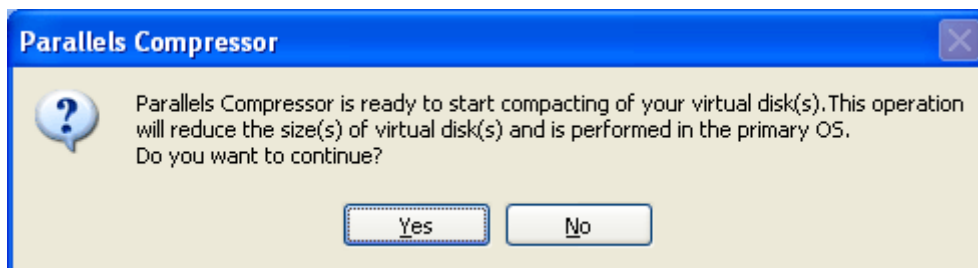 Parallels Compressor
Parallels Compressor is ready to start compacting of your virtual disk(s).This operation
will reduce the size(s) of virtual disk(s) and is performed in the primary OS.
Do you want to continue?
Yes No